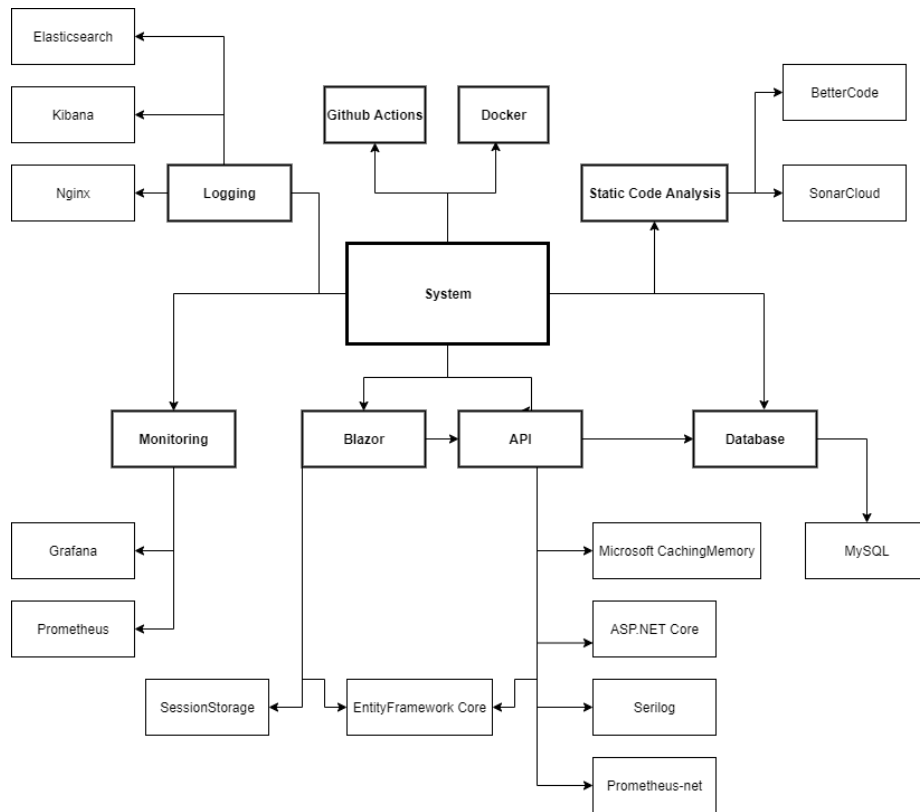 Elasticsearch
Kibana
Github Actions
Docker
BetterCode
Nginx
Logging
Static Code Analysis
SonarCloud
System
Monitoring
Blazor
API
Database
Grafana
Microsoft CachingMemory
MySQL
Prometheus
ASP.NET Core
SessionStorage
EntityFramework Core
Serilog
Prometheus-net